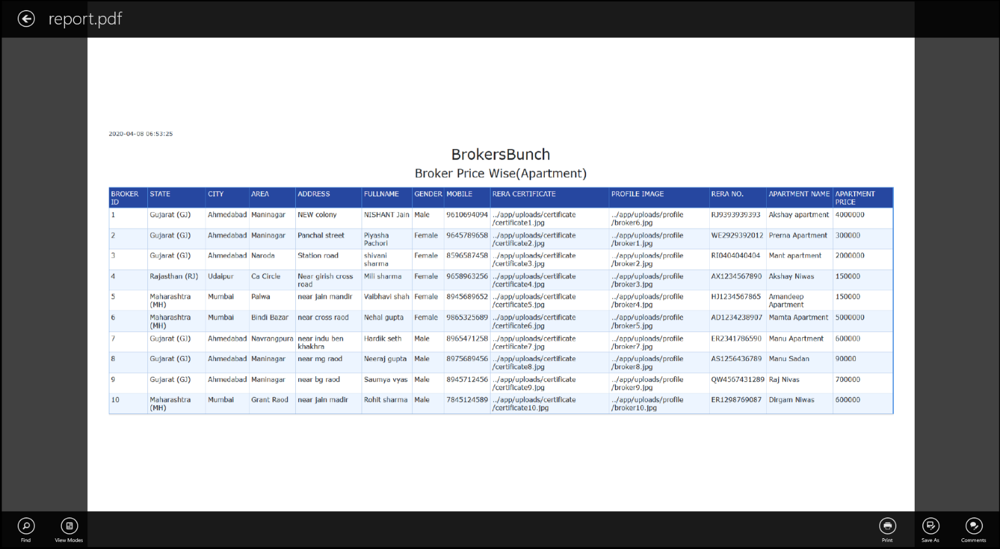 report.pdf
2020-04-08 06:53:25
BrokersBunch
Broker Price Wise(Apartment)
BROKER ID STATE CITY AREA ADDRESS FULLNAME GENDER MOBILE RERA CERTIFICATE PROFILE IMAGE RERA NO. APARTMENT NAME APARTMENT PRICE
1 Gujarat (GJ) Ahmedabad Maninagar NEW colony NISHANT Jain Male 9610694094 ../app/uploads/certificate/certificate1.jpg ../app/uploads/profile/broker6.jpg RJ9393939393 Akshay apartment 4000000
2 Gujarat (GJ) Ahmedabad Maninagar Panchal street Piyasha Pachori Female 9645789658 ../app/uploads/certificate/certificate2.jpg ../app/uploads/profile/broker1.jpg WE2929392012 Prerna Apartment 300000
3 Gujarat (GJ) Ahmedabad Naroda Station road shivani sharma Female 8596587458 ../app/uploads/certificate/certificate3.jpg ../app/uploads/profile/broker2.jpg RI0404040404 Mant apartment 2000000
4 Rajasthan (RJ) Udaipur Ca Circle Near girish cross road Mili sharma Female 9658963256 ../app/uploads/certificate/certificate4.jpg ../app/uploads/profile/broker3.jpg AX1234567890 Akshay Niwas 150000
5 Maharashtra (MH) Mumbai Palwa near jain mandir Vaibhavi shah Female 8945689652 ../app/uploads/certificate/certificate5.jpg ../app/uploads/profile/broker4.jpg HJ1234567865 Amandeep Apartment 150000
6 Maharashtra (MH) Mumbai Bindi Bazar near cross raod Nehal gupta Female 9865325689 ../app/uploads/certificate/certificate6.jpg ../app/uploads/profile/broker5.jpg AD1234238907 Mamta Apartment 5000000
7 Gujarat (GJ) Ahmedabad Navrangpura near indu ben khakhra Hardik seth Male 8965471258 ../app/uploads/certificate/certificate7.jpg ../app/uploads/profile/broker7.jpg ER2341786590 Manu Apartment 600000
8 Gujarat (GJ) Ahmedabad Maninagar near mg raod Neeraj gupta Male 8975689456 ../app/uploads/certificate/certificate8.jpg ../app/uploads/profile/broker8.jpg AS1256436789 Manu Sadan 90000
9 Gujarat (GJ) Ahmedabad Maninagar near bg raod Saumya vyas Male 8945712456 ../app/uploads/certificate/certificate9.jpg ../app/uploads/profile/broker9.jpg QW4567431289 Raj Nivas 700000
10 Maharashtra (MH) Mumbai Grant Raod near jain madir Rohit sharma Male 7845124589 ../app/uploads/certificate/certificate10.jpg ../app/uploads/profile/broker10.jpg ER1298769087 Dirgam Niwas 600000
Find View Modes Print Save As Comments